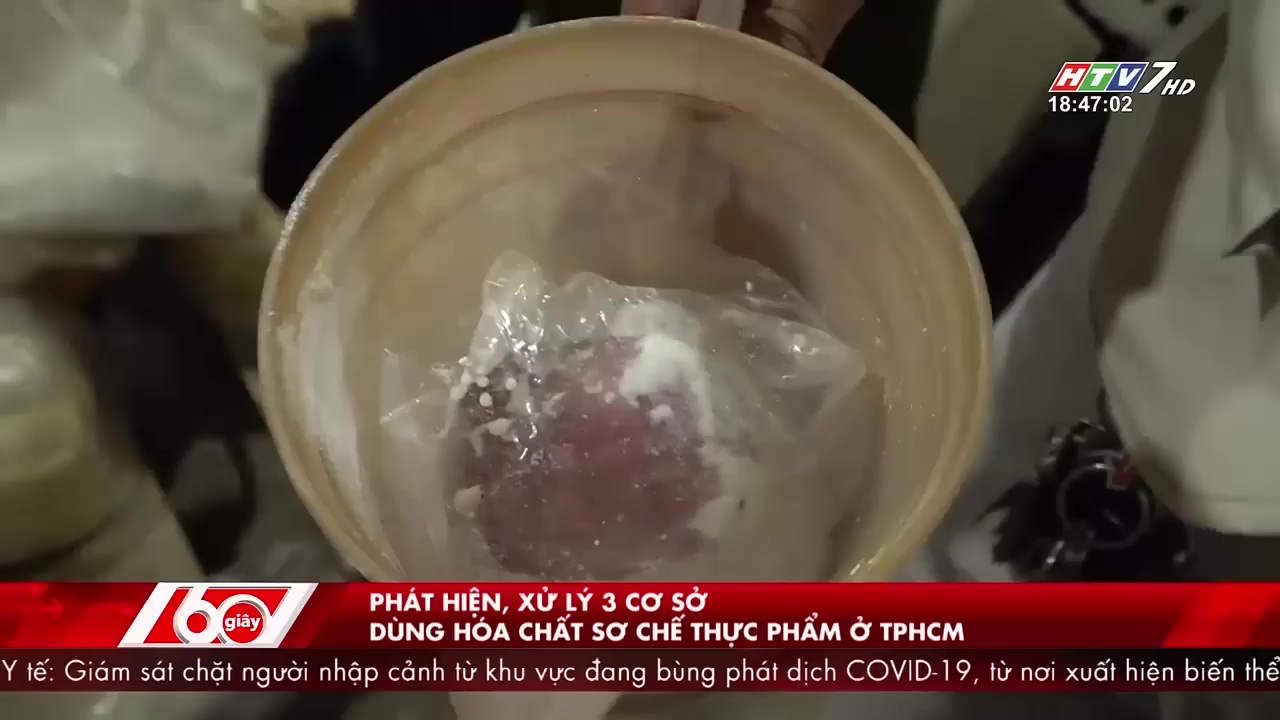 HTV7 HD
18:47:02
60 giây
PHÁT HIỆN, XỬ LÝ 3 CƠ SỞ
DÙNG HÓA CHẤT SƠ CHẾ THỰC PHẨM Ở TPHCM
Y tế: Giám sát chặt người nhập cảnh từ khu vực đang bùng phát dịch COVID-19, từ nơi xuất hiện biến thể